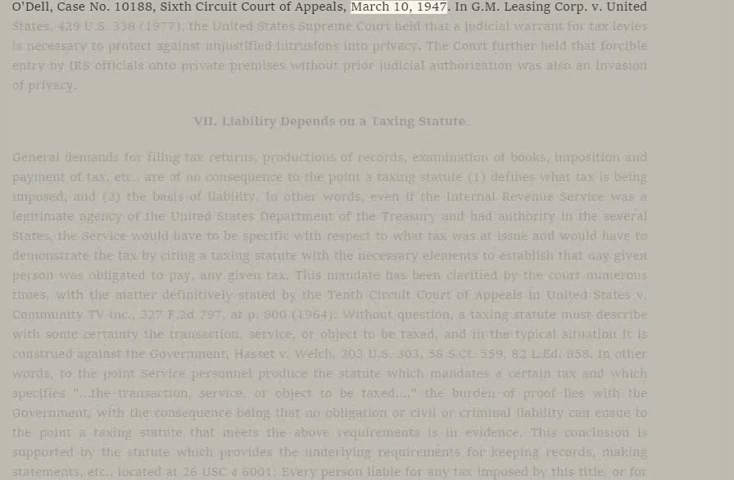 O'Dell, Case No. 10188, Sixth Circuit Court of Appeals, March 10, 1947. In G.M. Leasing Corp. v. United
States, 429 U.S. 338 (1977), the United States Supreme Court held that a judicial warrant for tax levies
is necessary to protect against unjustified intrusions into privacy. The Court further held that forcible
entry by IRS officials onto private premises without prior judicial authorization was also an invasion
of privacy.
VII. Liability Depends on a Taxing Statute
General demands for filing tax returns, productions of records, examination of books, imposition and
payment of tax, etc., are of no consequence to the point a taxing statute (1) defines what tax is being
imposed, and (2) the basis of liability. In other words, even if the Internal Revenue Service was a
legitimate agency of the United States Department of the Treasury and had authority in the several
States, the Service would have to be specific with respect to what tax was at issue and would have to
demonstrate the tax by citing a taxing statute with the necessary elements to establish that any given
person was obligated to pay, any given tax. This mandate has been clarified by the court numerous
times, with the matter definitively stated by the Tenth Circuit Court of Appeals in United States v.
Community TV Inc., 327 F.2d 797, at p. 800 (1964): Without question, a taxing statute must describe
with some certainty the transaction, service, or object to be taxed, and in the typical situation it is
construed against the Government, Hasset v. Welch, 303 U.S. 303, 58 S.Ct. 559, 82 L.Ed. 858. In other
words, to the point Service personnel produce the statute which mandates a certain tax and which
specifies "...the transaction, service, or object to be taxed...," the burden of proof lies with the
Government, with the consequence being that no obligation or civil or criminal liability can ensue to
the point a taxing statute that meets the above requirements is in evidence. This conclusion is
supported by the statute which provides the underlying requirements for keeping records, making
statements, etc., located at 26 USC ¢ 6001: Every person liable for any tax imposed by this title, or for